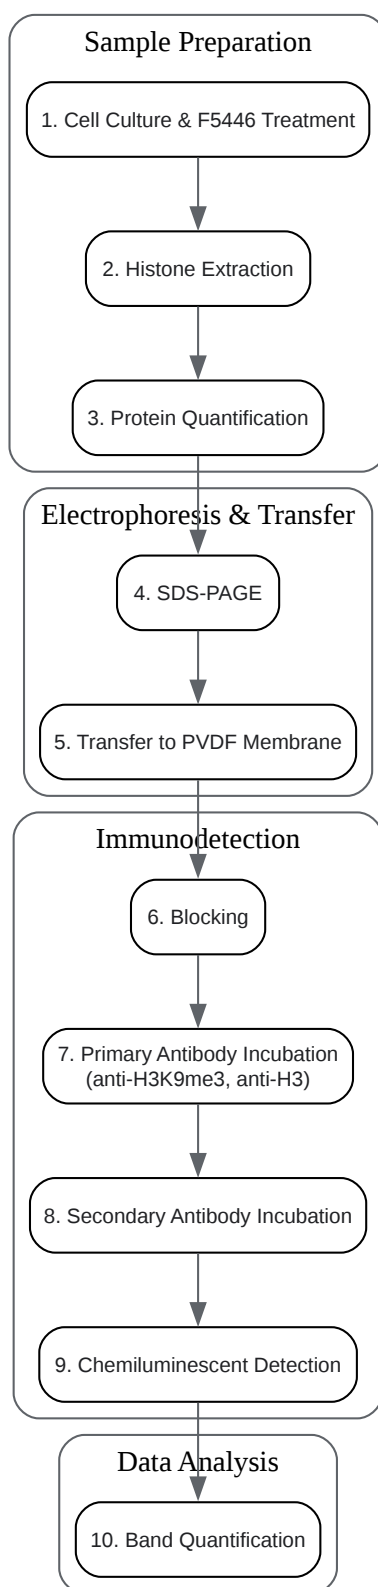 Sample Preparation
1. Cell Culture & F5446 Treatment
2. Histone Extraction
3. Protein Quantification
Electrophoresis & Transfer
4. SDS-PAGE
5. Transfer to PVDF Membrane
Immunodetection
6. Blocking
7. Primary Antibody Incubation
(anti-H3K9me3, anti-H3)
8. Secondary Antibody Incubation
9. Chemiluminescent Detection
Data Analysis
10. Band Quantification